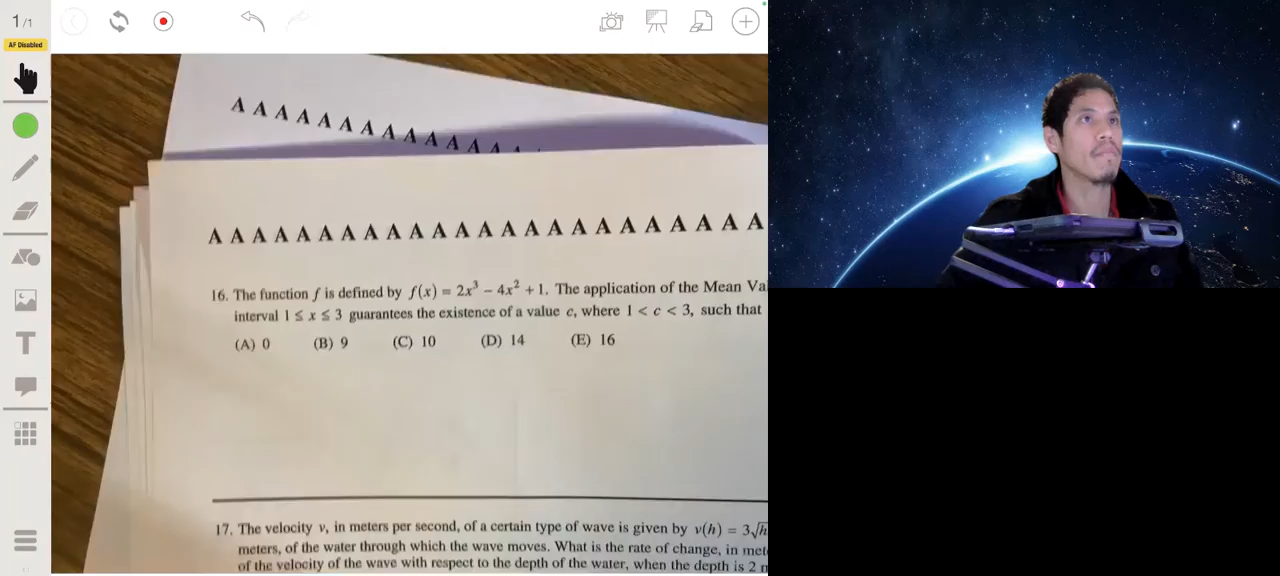 1/1
AF Disabled
A A A A A A A A A A A A A A
A A A A A A A A A A A A A A A A A A A A A A A A
16. The function f is defined by f(x) = 2x³ − 4x² + 1. The application of the Mean Va
interval 1 ≤ x ≤ 3 guarantees the existence of a value c, where 1 < c < 3, such that
(A) 0 (B) 9 (C) 10 (D) 14 (E) 16
17. The velocity v, in meters per second, of a certain type of wave is given by v(h) = 3√h
meters, of the water through which the wave moves. What is the rate of change, in met
of the velocity of the wave with respect to the depth of the water, when the depth is 2 m